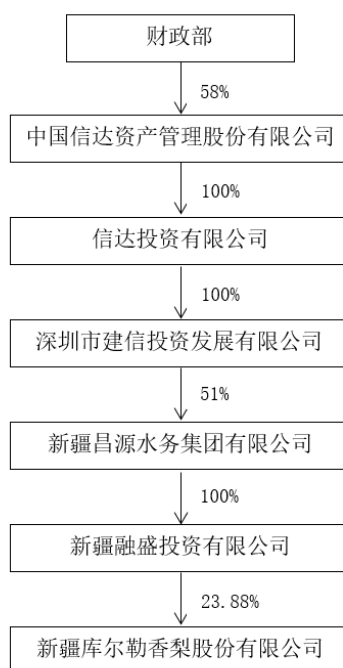 财政部
58%
中国信达资产管理股份有限公司
100%
信达投资有限公司
100%
深圳市建信投资发展有限公司
51%
新疆昌源水务集团有限公司
100%
新疆融盛投资有限公司
23.88%
新疆库尔勒香梨股份有限公司